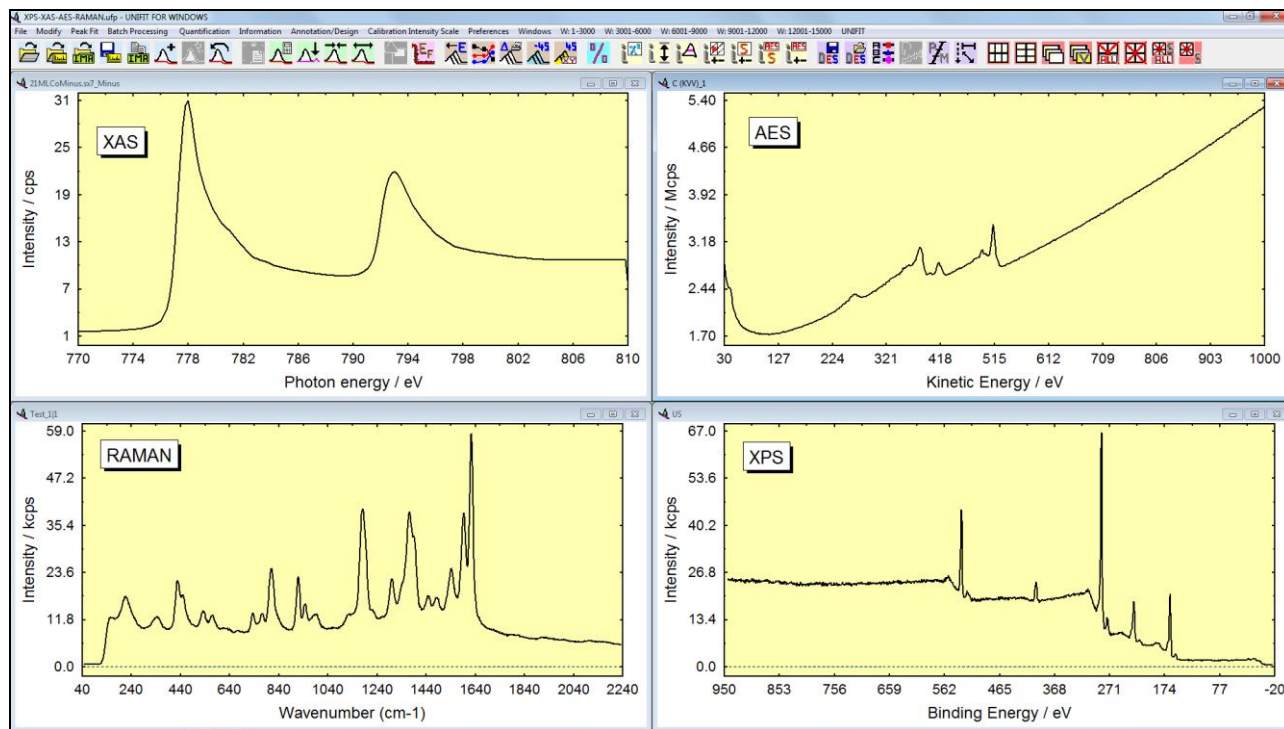 XPS-XAS-AES-RAMAN.ufp - UNIFIT FOR WINDOWS
File Modify Peak Fit Batch Processing Quantification Information Annotation/Design Calibration Intensity Scale Preferences Windows W: 1-3000 W: 3001-6000 W: 6001-9000 W: 9001-12000 W: 12001-15000 UNIFIT
21MLCoMinus.sx7_Minus
XAS
Intensity / cps
31
25
19
13
7
1
770 774 778 782 786 790 794 798 802 806 810
Photon energy / eV
C (KVV)_1
AES
Intensity / Mcps
5.40
4.66
3.92
3.18
2.44
1.70
30 127 224 321 418 515 612 709 806 903 1000
Kinetic Energy / eV
Test_1|1
RAMAN
Intensity / kcps
59.0
47.2
35.4
23.6
11.8
0.0
40 240 440 640 840 1040 1240 1440 1640 1840 2040 2240
Wavenumber (cm-1)
US
XPS
Intensity / kcps
67.0
53.6
40.2
26.8
13.4
0.0
950 853 756 659 562 465 368 271 174 77 -20
Binding Energy / eV